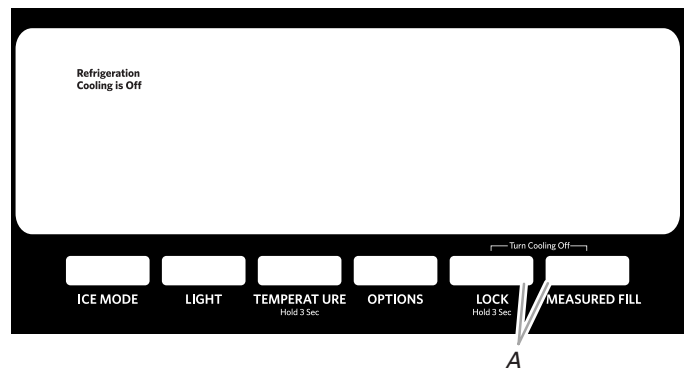 Refrigeration
Cooling is Off
Turn Cooling Off
ICE MODE
LIGHT
TEMPERAT URE
Hold 3 Sec
OPTIONS
LOCK
Hold 3 Sec
MEASURED FILL
A